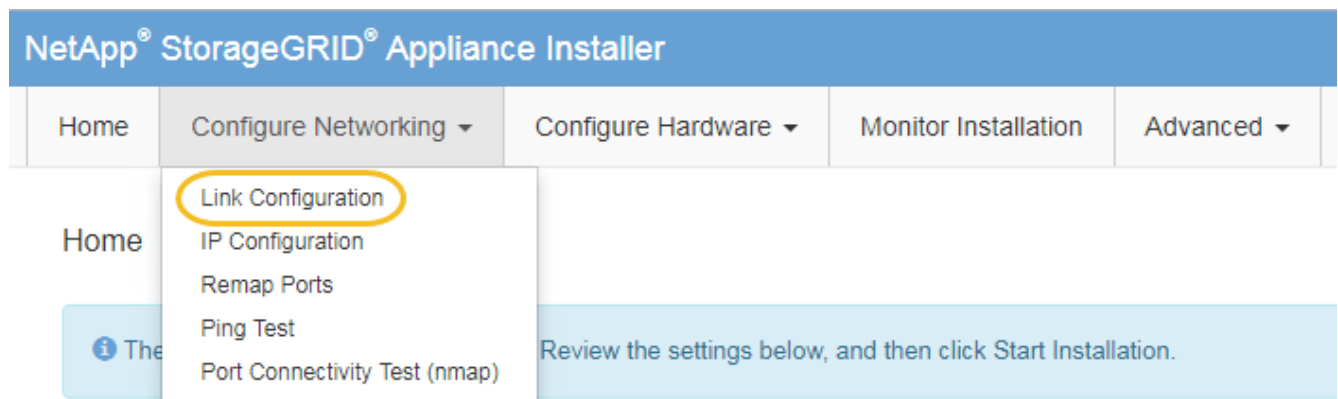 NetApp® StorageGRID® Appliance Installer
Home Configure Networking Configure Hardware Monitor Installation Advanced
Link Configuration
Home IP Configuration
Remap Ports
Ping Test
The Review the settings below, and then click Start Installation.
Port Connectivity Test (nmap)